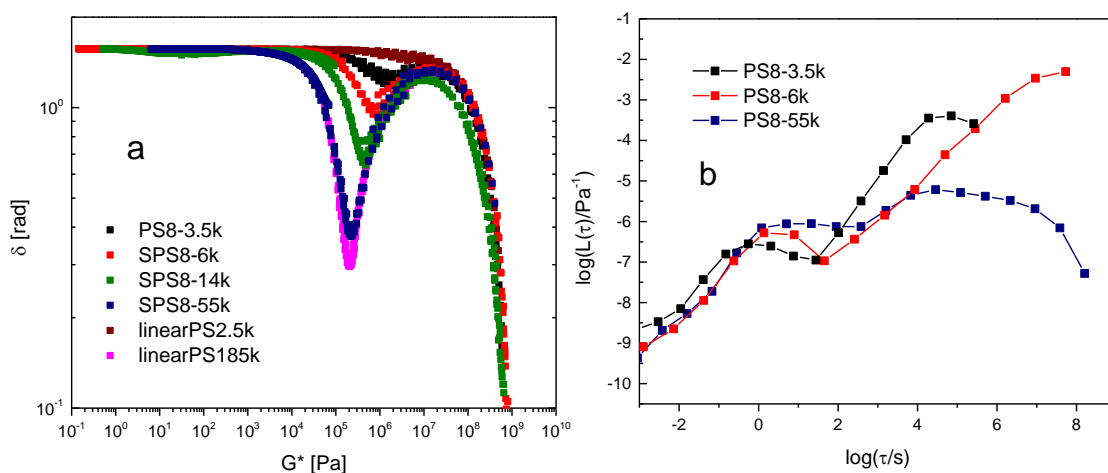 10⁰
10⁻¹
δ [rad]
a
PS8-3.5k
SPS8-6k
SPS8-14k
SPS8-55k
linearPS2.5k
linearPS185k
10⁻¹ 10⁰ 10¹ 10² 10³ 10⁴ 10⁵ 10⁶ 10⁷ 10⁸ 10⁹ 10¹⁰
G* [Pa]
-1
-2
-3
-4
-5
-6
-7
-8
-9
-10
log(L(τ)/Pa⁻¹)
PS8-3.5k
PS8-6k
PS8-55k
b
-2 0 2 4 6 8
log(τ/s)